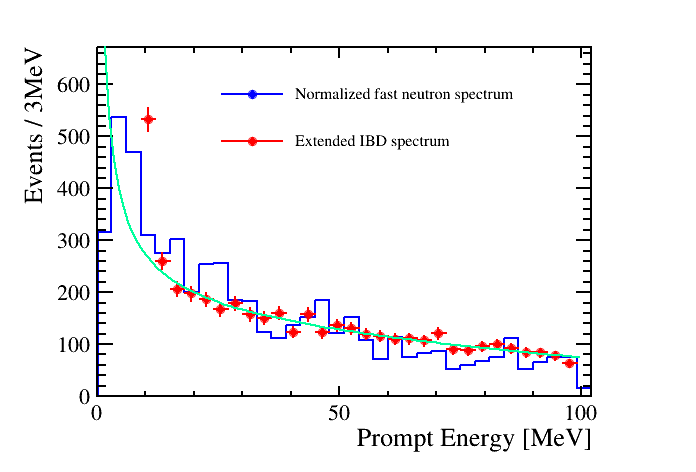 Events / 3MeV
600
500
400
300
200
100
0
0
50
100
Prompt Energy [MeV]
Normalized fast neutron spectrum
Extended IBD spectrum